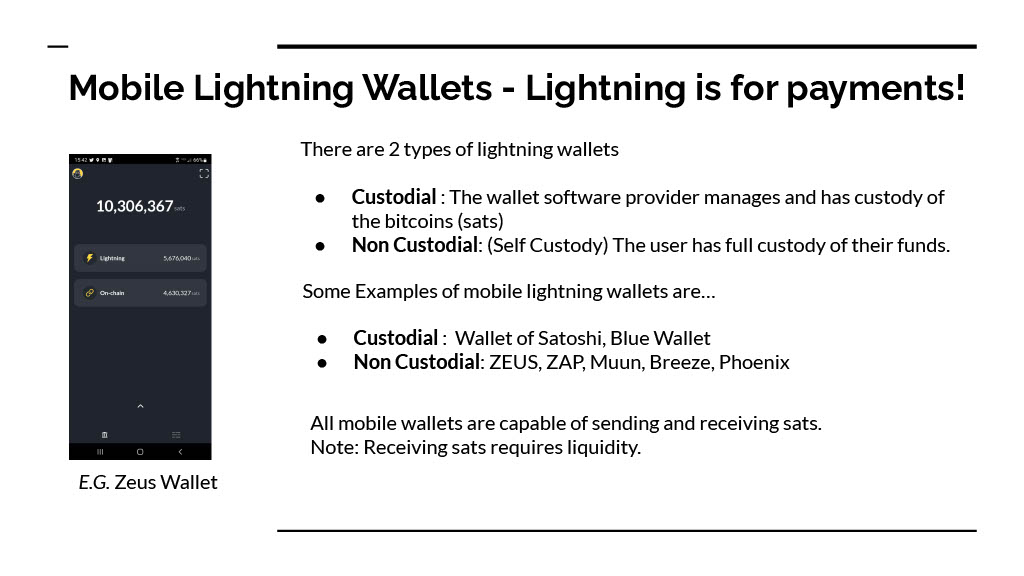 Mobile Lightning Wallets - Lightning is for payments!
There are 2 types of lightning wallets
● Custodial : The wallet software provider manages and has custody of
the bitcoins (sats)
● Non Custodial: (Self Custody) The user has full custody of their funds.
Some Examples of mobile lightning wallets are...
● Custodial : Wallet of Satoshi, Blue Wallet
● Non Custodial: ZEUS, ZAP, Muun, Breeze, Phoenix
All mobile wallets are capable of sending and receiving sats.
Note: Receiving sats requires liquidity.
15:42
66%
10,306,367 sats
Lightning 5,676,040 sats
On-chain 4,630,327 sats
E.G. Zeus Wallet